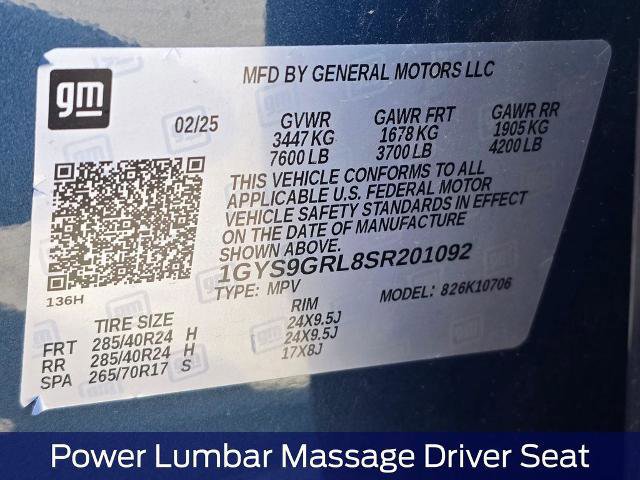 gm
MFD BY GENERAL MOTORS LLC
02/25 GVWR GAWR FRT GAWR RR
3447 KG 1678 KG 1905 KG
7600 LB 3700 LB 4200 LB
THIS VEHICLE CONFORMS TO ALL
APPLICABLE U.S. FEDERAL MOTOR
VEHICLE SAFETY STANDARDS IN EFFECT
ON THE DATE OF MANUFACTURE
SHOWN ABOVE.
1GYS9GRL8SR201092
136H TYPE: MPV MODEL: 826K10706
TIRE SIZE RIM
FRT 285/40R24 H 24X9.5J
RR 285/40R24 H 24X9.5J
SPA 265/70R17 S 17X8J
Power Lumbar Massage Driver Seat